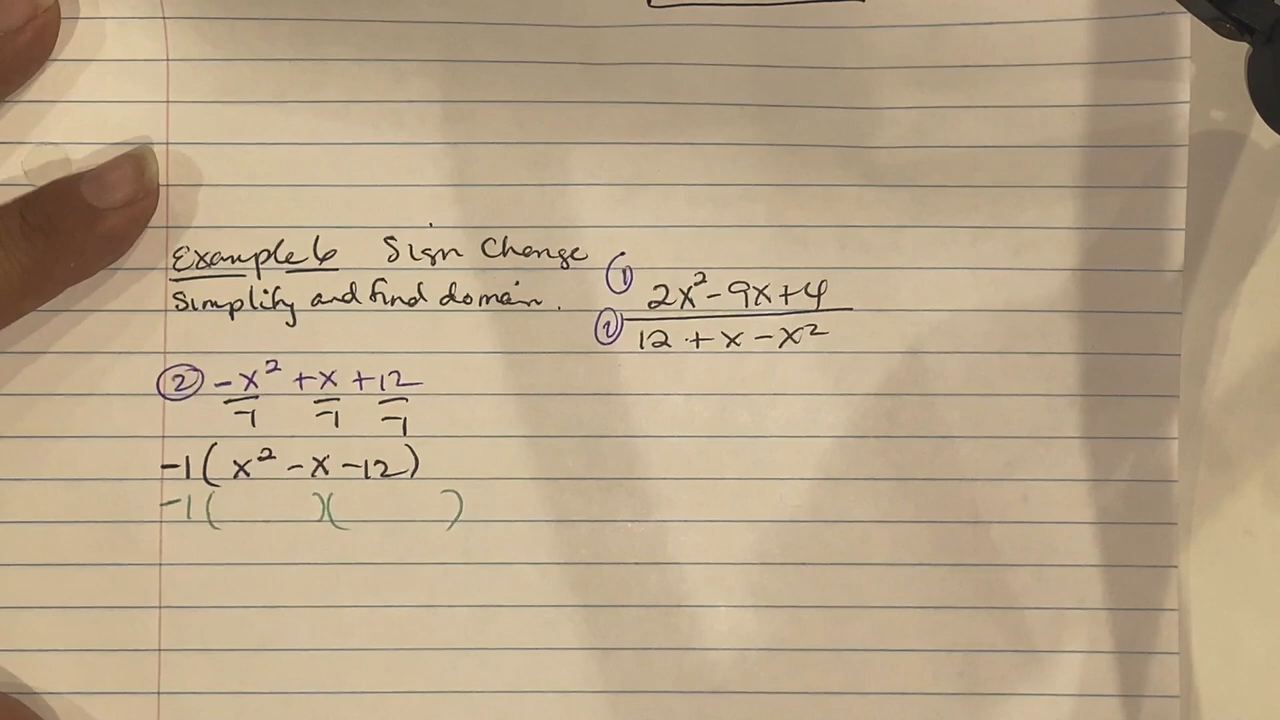 Example 6 Sign Change
Simplify and find domain.
① 2x²-9x+4
② 12+x-x²
② -x² +x +12
-1 -1 -1
-1(x²-x-12)
-1( )( )